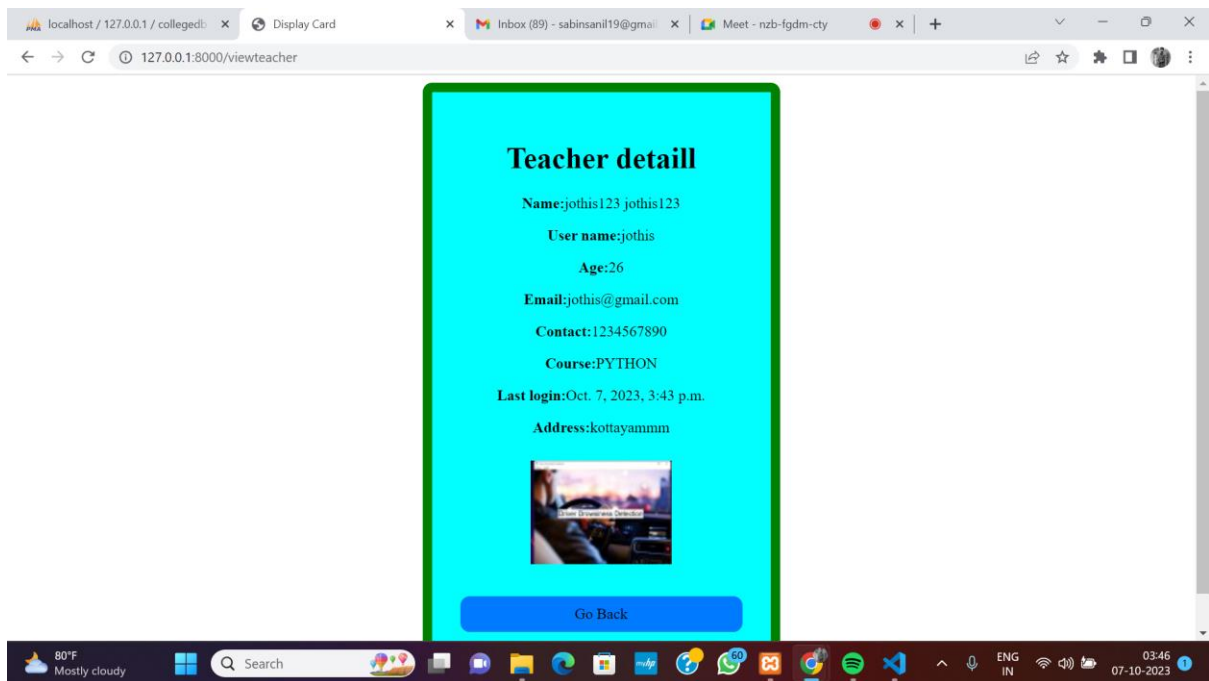 localhost / 127.0.0.1 / collegedb
Display Card
Inbox (89) - sabinsanil19@gmail
Meet - nzb-fgdm-cty
127.0.0.1:8000/viewteacher
Teacher detaill
Name:jothis123 jothis123
User name:jothis
Age:26
Email:jothis@gmail.com
Contact:1234567890
Course:PYTHON
Last login:Oct. 7, 2023, 3:43 p.m.
Address:kottayammm
Driver Drowsiness Detection
Go Back
80°F
Mostly cloudy
Search
myhp
60
ENG
IN
03:46
07-10-2023
1